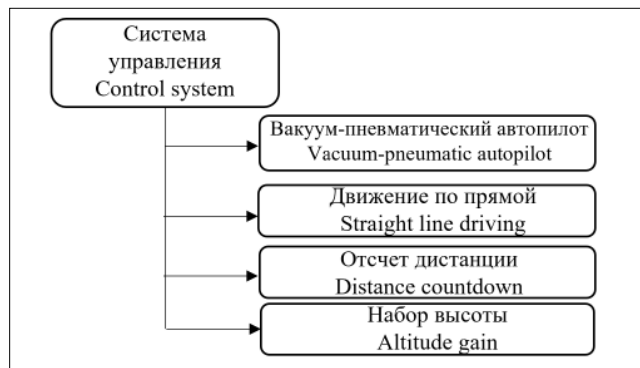 Система
управления
Control system
Вакуум-пневматический автопилот
Vacuum-pneumatic autopilot
Движение по прямой
Straight line driving
Отсчет дистанции
Distance countdown
Набор высоты
Altitude gain